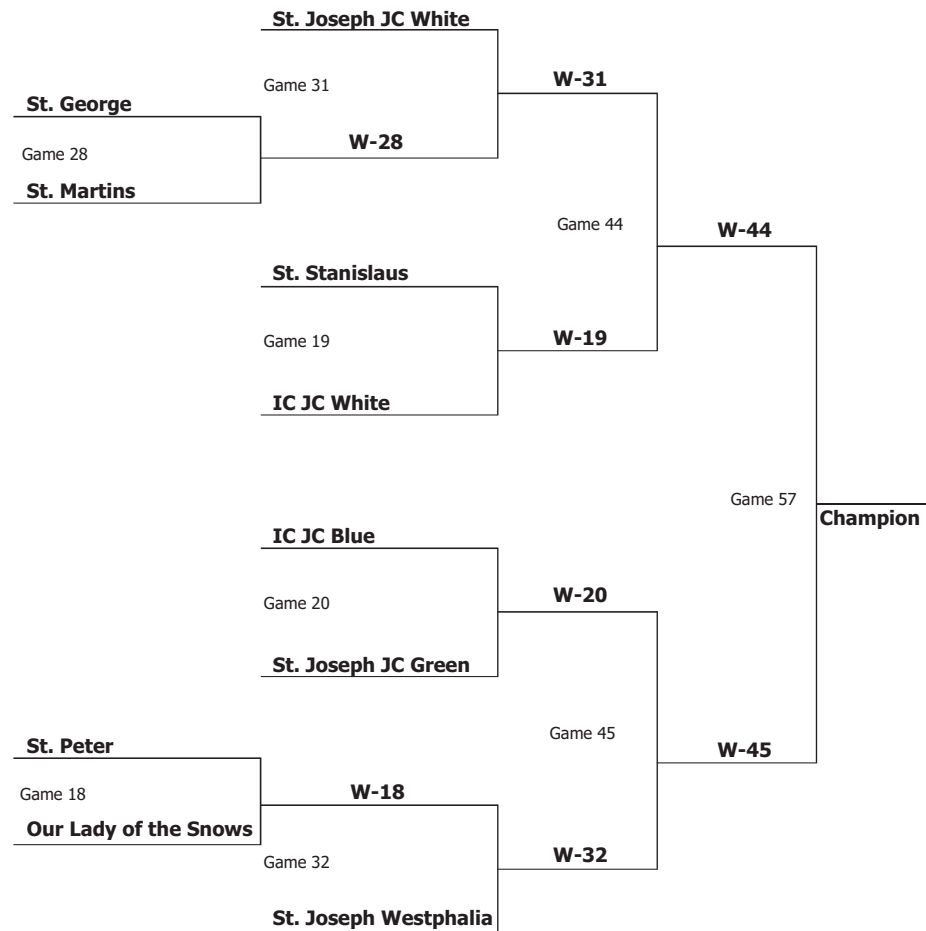 St. Joseph JC White
Game 31
W-31
St. George
Game 28
W-28
St. Martins
Game 44
W-44
St. Stanislaus
Game 19
W-19
IC JC White
Game 57
Champion
IC JC Blue
Game 20
W-20
St. Joseph JC Green
Game 45
W-45
St. Peter
Game 18
W-18
Our Lady of the Snows
Game 32
W-32
St. Joseph Westphalia